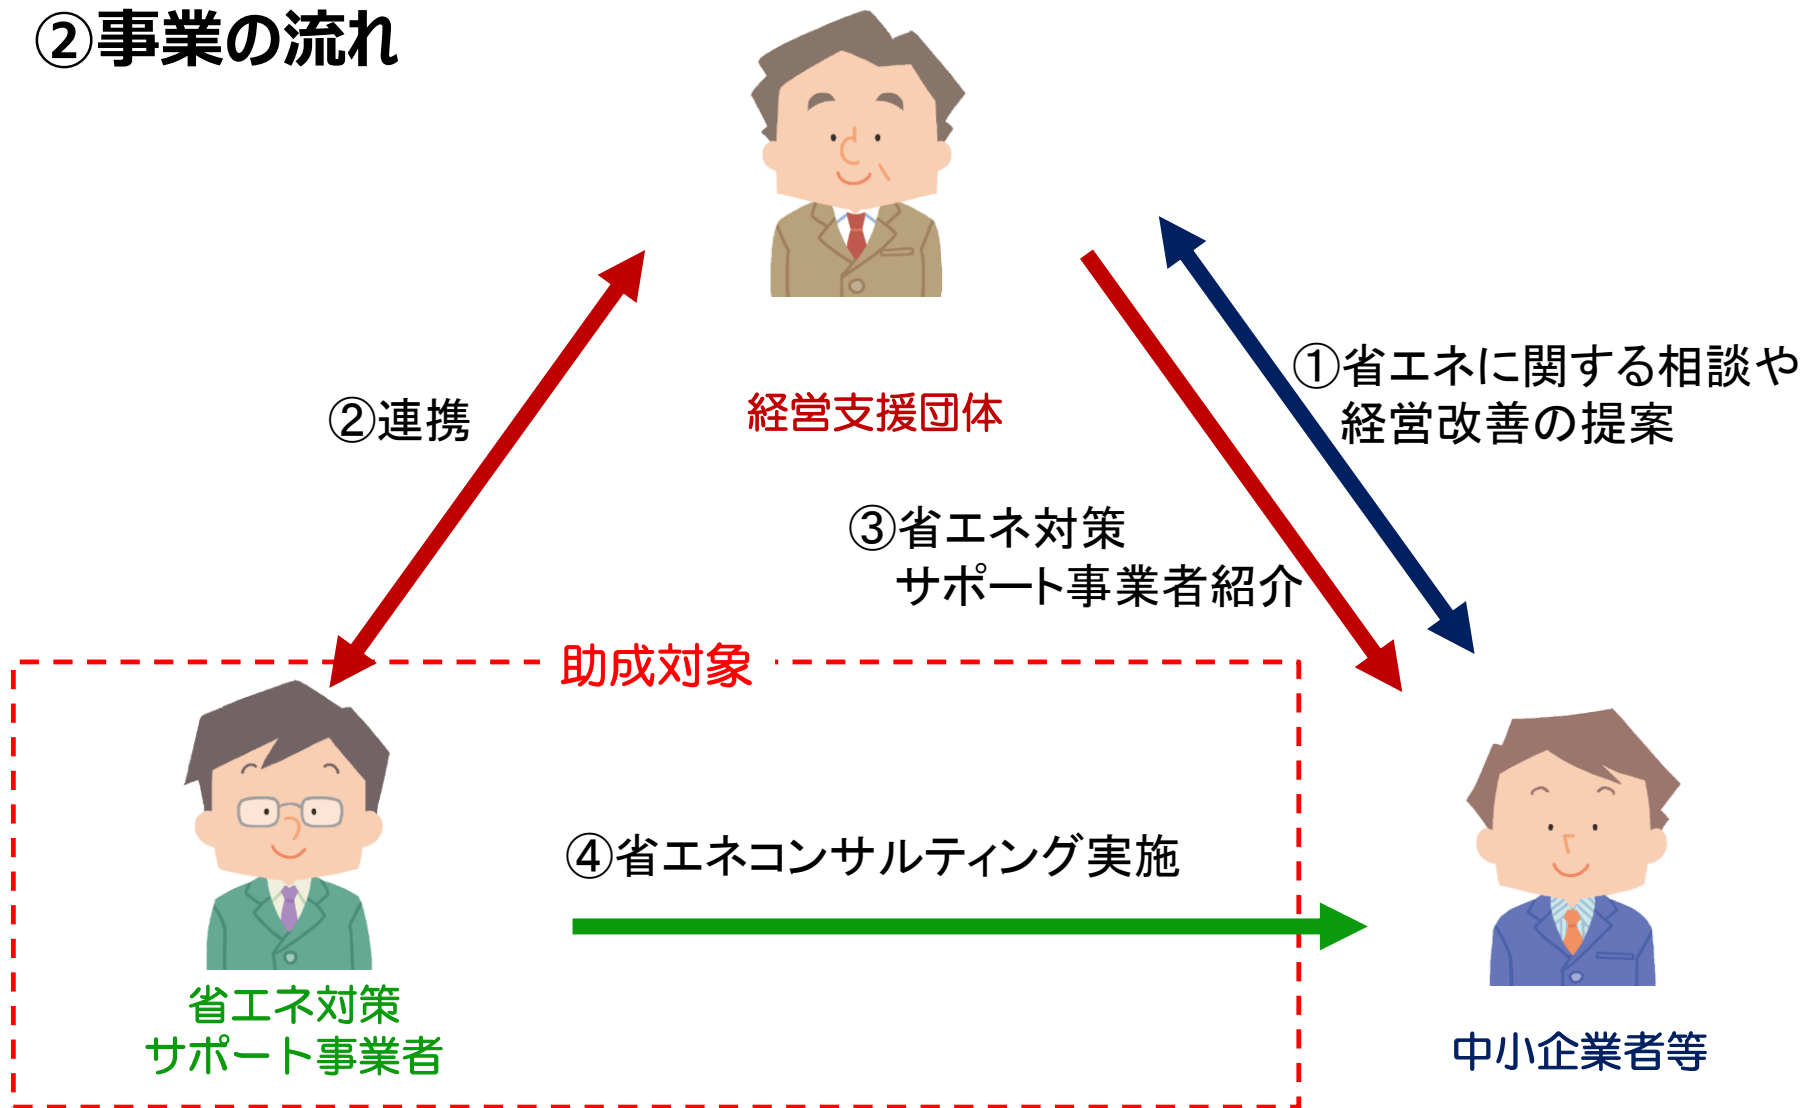 ②事業の流れ
①省エネに関する相談や
経営改善の提案
経営支援団体
②連携
③省エネ対策
サポート事業者紹介
助成対象
④省エネコンサルティング実施
省エネ対策
サポート事業者
中小企業者等